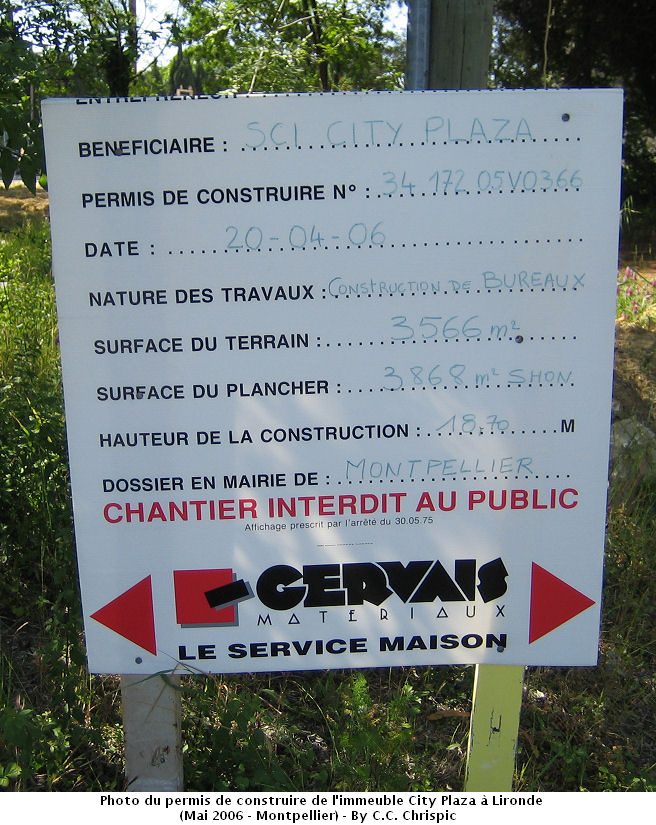 ENTREPRENEUR
BENEFICIAIRE : SCI CITY PLAZA
PERMIS DE CONSTRUIRE N° : 34 172 05V0366
DATE : 20-04-06
NATURE DES TRAVAUX : CONSTRUCTION DE BUREAUX
SURFACE DU TERRAIN : 3566 m²
SURFACE DU PLANCHER : 3868 m² SHON
HAUTEUR DE LA CONSTRUCTION : 18.70 M
DOSSIER EN MAIRIE DE : MONTPELLIER
CHANTIER INTERDIT AU PUBLIC
Affichage prescrit par l'arrêté du 30.05.75
GERVAIS
MATERIAUX
LE SERVICE MAISON
Photo du permis de construire de l'immeuble City Plaza à Lironde
(Mai 2006 - Montpellier) - By C.C. Chrispic